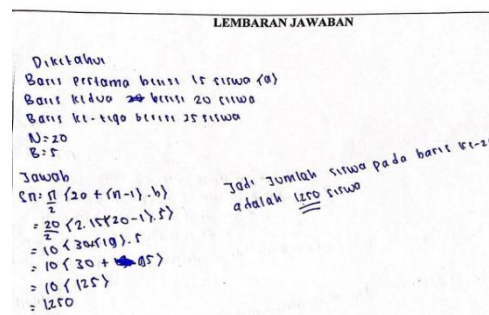 LEMBARAN JAWABAN
Diketahui
Baris pertama berisi 15 siswa (a)
Baris kedua berisi 20 siswa
Baris ke-tiga berisi 25 siswa
N=20
B=5
Jawab
Sn= n/2 {2a + (n-1).b}
= 20/2 {2.15{20-1}.5}
= 10 {30+{19}.5
= 10 {30 + 95}
= 10 {125}
= 1250
Jadi Jumlah siswa pada baris ke-20
adalah 1250 siswa